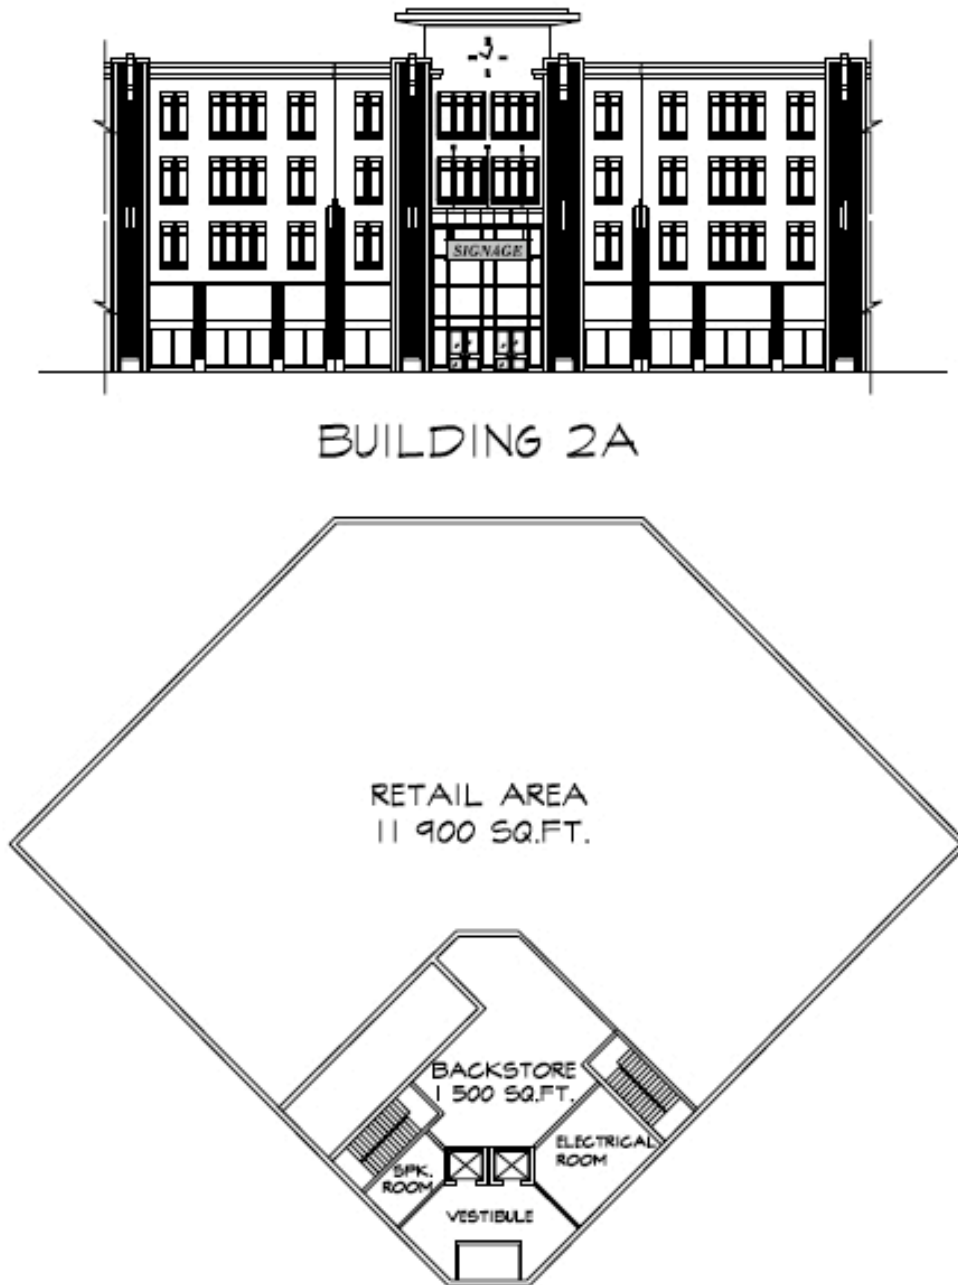 SIGNAGE
BUILDING 2A
RETAIL AREA
11 900 SQ.FT.
BACKSTORE
1 500 SQ.FT.
ELECTRICAL
ROOM
SPK.
ROOM
VESTIBULE